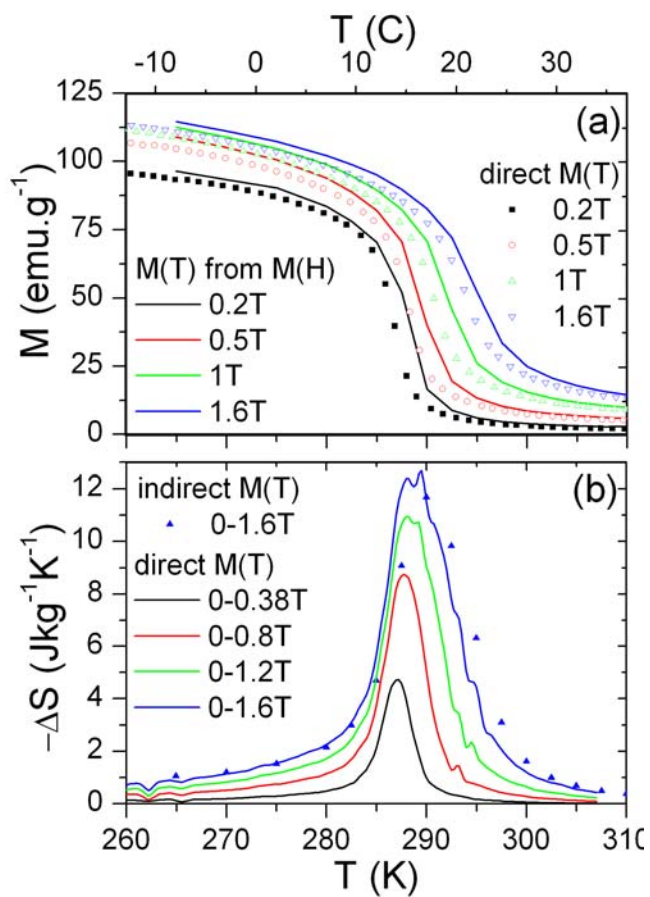 T (C)
-10 0 10 20 30
(a)
M (emu.g⁻¹)
125
100
75
50
25
0
direct M(T)
0.2T
0.5T
1T
1.6T
M(T) from M(H)
0.2T
0.5T
1T
1.6T
(b)
−ΔS (Jkg⁻¹K⁻¹)
12
10
8
6
4
2
0
indirect M(T)
0-1.6T
direct M(T)
0-0.38T
0-0.8T
0-1.2T
0-1.6T
260 270 280 290 300 310
T (K)